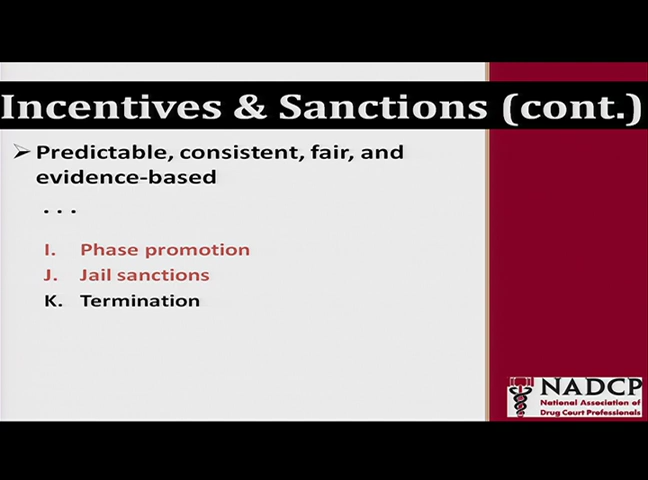 Incentives & Sanctions (cont.)
➢ Predictable, consistent, fair, and
evidence-based
. . .
I. Phase promotion
J. Jail sanctions
K. Termination
NADCP
National Association of
Drug Court Professionals